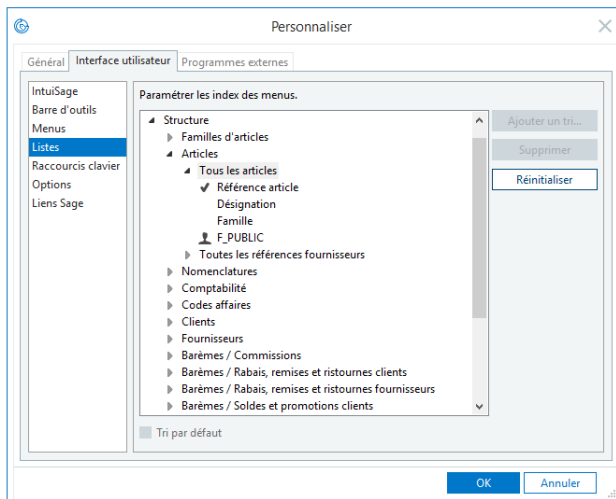 Personnaliser
Général
Interface utilisateur
Programmes externes
IntuiSage
Barre d'outils
Menus
Listes
Raccourcis clavier
Options
Liens Sage
Paramétrer les index des menus.
Structure
Familles d'articles
Articles
Tous les articles
Référence article
Désignation
Famille
F_PUBLIC
Toutes les références fournisseurs
Nomenclatures
Comptabilité
Codes affaires
Clients
Fournisseurs
Barèmes / Commissions
Barèmes / Rabais, remises et ristournes clients
Barèmes / Rabais, remises et ristournes fournisseurs
Barèmes / Soldes et promotions clients
Ajouter un tri...
Supprimer
Réinitialiser
Tri par défaut
OK
Annuler